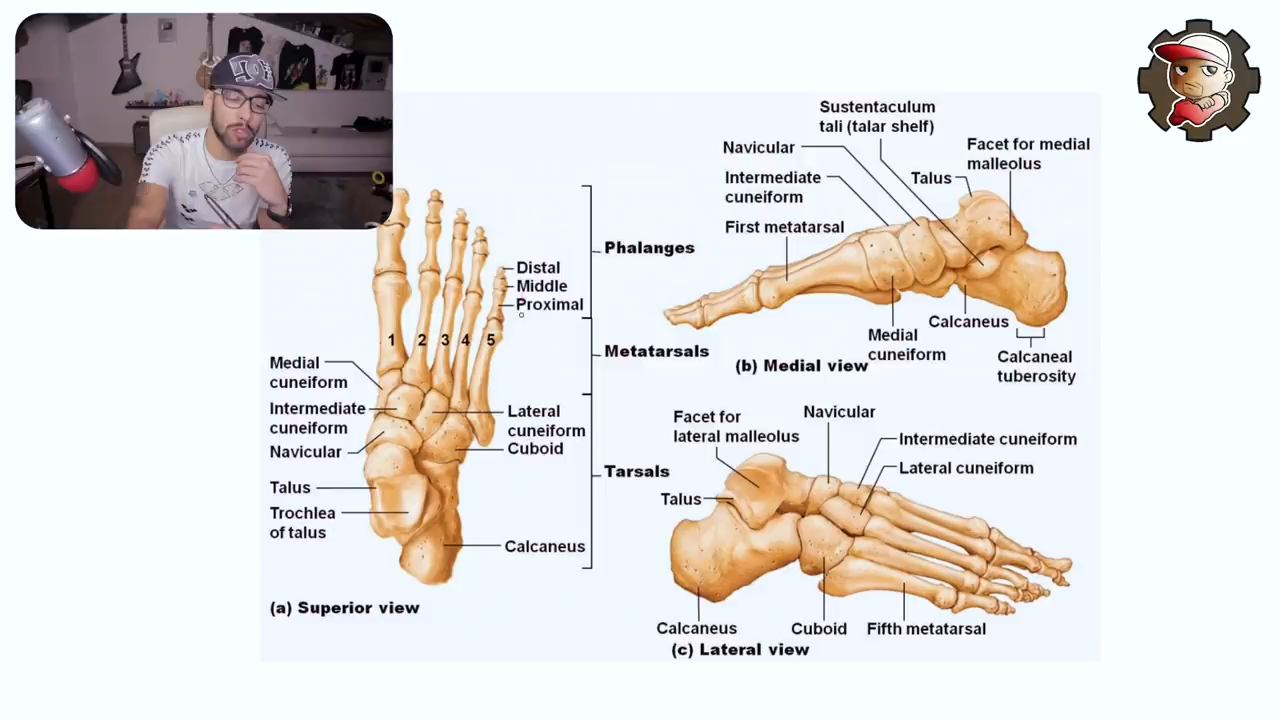 Phalanges
Distal
Middle
Proximal
1 2 3 4 5
Metatarsals
Medial
cuneiform
Intermediate
cuneiform
Navicular
Lateral
cuneiform
Cuboid
Tarsals
Talus
Trochlea
of talus
Calcaneus
(a) Superior view
Sustentaculum
tali (talar shelf)
Navicular
Facet for medial
malleolus
Intermediate
cuneiform
Talus
First metatarsal
Medial
cuneiform
Calcaneus
Calcaneal
tuberosity
(b) Medial view
Facet for
lateral malleolus
Navicular
Intermediate cuneiform
Lateral cuneiform
Talus
Calcaneus
Cuboid
Fifth metatarsal
(c) Lateral view